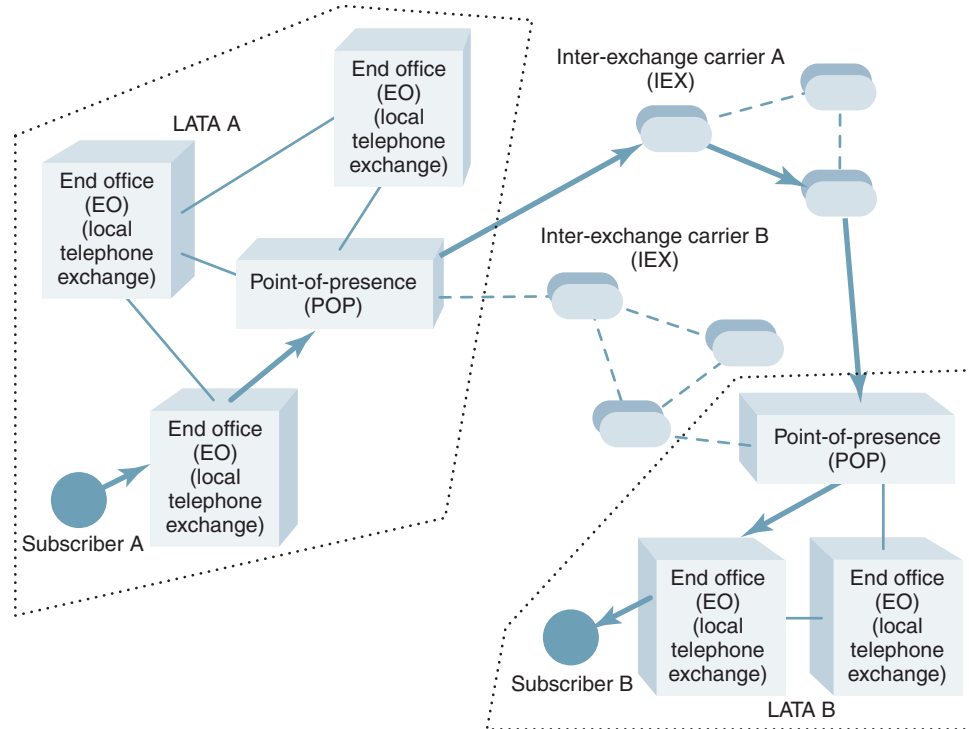 LATA A
End office
(EO)
(local
telephone
exchange)
End office
(EO)
(local
telephone
exchange)
Point-of-presence
(POP)
End office
(EO)
(local
telephone
exchange)
Subscriber A
Inter-exchange carrier A
(IEX)
Inter-exchange carrier B
(IEX)
Point-of-presence
(POP)
End office
(EO)
(local
telephone
exchange)
End office
(EO)
(local
telephone
exchange)
Subscriber B
LATA B